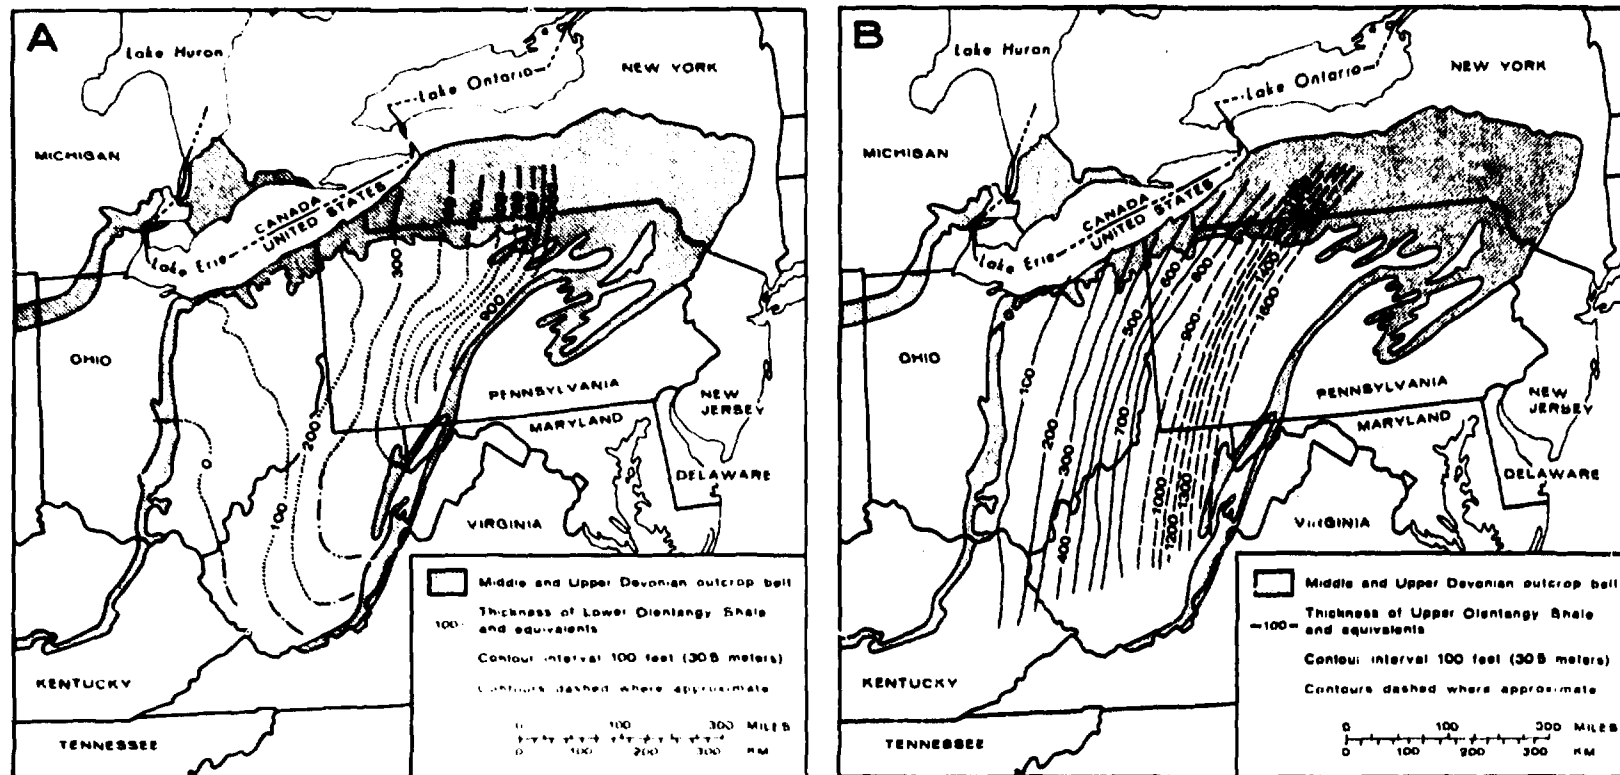 A
Lake Huron
Lake Ontario
NEW YORK
MICHIGAN
CANADA
UNITED STATES
Lake Erie
300
900
OHIO
PENNSYLVANIA
MARYLAND
NEW
JERSEY
200
0
100
DELAWARE
VIRGINIA
KENTUCKY
TENNESSEE
Middle and Upper Devonian outcrop belt
Thickness of Lower Olentangy Shale
100
and equivalents
Contour interval 100 feet (30.5 meters)
Contours dashed where approximate
0 100 300 MILES
0 100 200 300 KM
B
Lake Huron
Lake Ontario
NEW YORK
MICHIGAN
CANADA
UNITED STATES
Lake Erie
600
800
1400
1600
500
900
OHIO
100
PENNSYLVANIA
MARYLAND
NEW
JERSEY
200
700
300
400
1000
1300
1200
DELAWARE
VIRGINIA
KENTUCKY
TENNESSEE
Middle and Upper Devonian outcrop belt
Thickness of Upper Olentangy Shale
100
and equivalents
Contour interval 100 feet (30.5 meters)
Contours dashed where approximate
0 100 300 MILES
0 100 200 300 KM